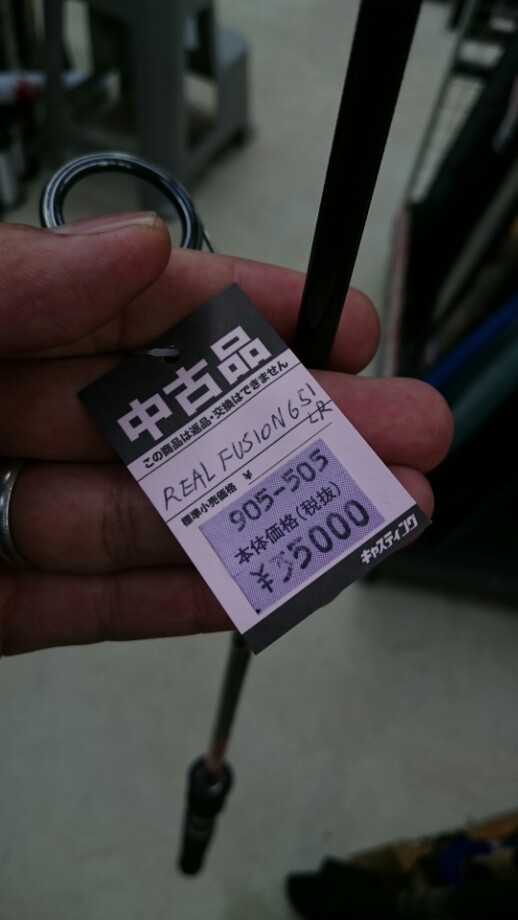 中古品
この商品は返品・交換はできません
REAL FUSION 651
LR
標準小売価格 ¥
905-505
本体価格(税抜)
¥35000
キャスティング